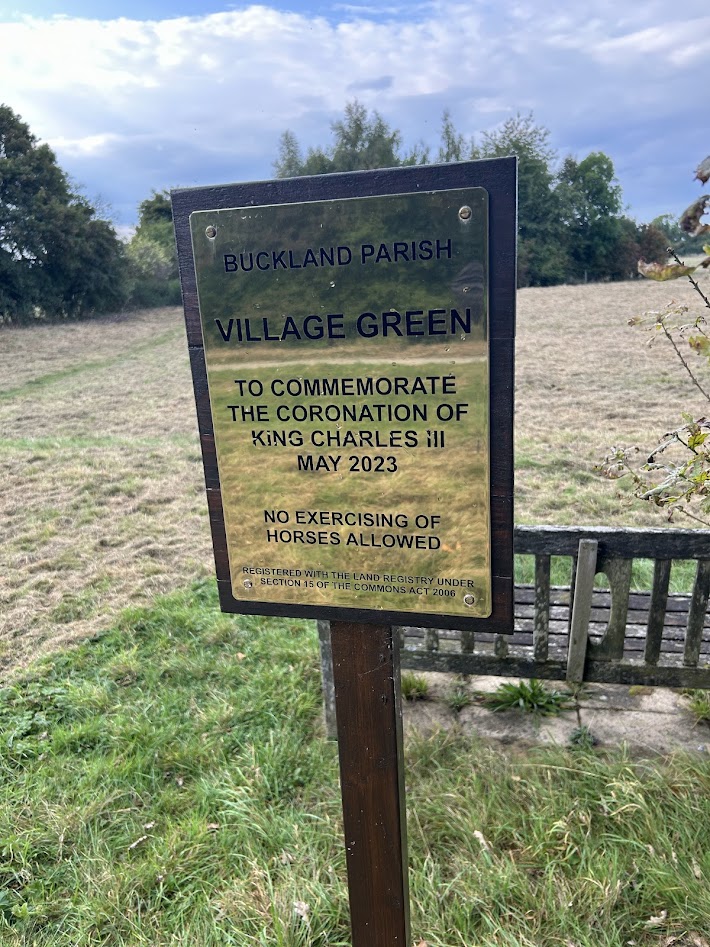 BUCKLAND PARISH
VILLAGE GREEN
TO COMMEMORATE
THE CORONATION OF
KING CHARLES III
MAY 2023
NO EXERCISING OF
HORSES ALLOWED
REGISTERED WITH THE LAND REGISTRY UNDER
SECTION 15 OF THE COMMONS ACT 2006